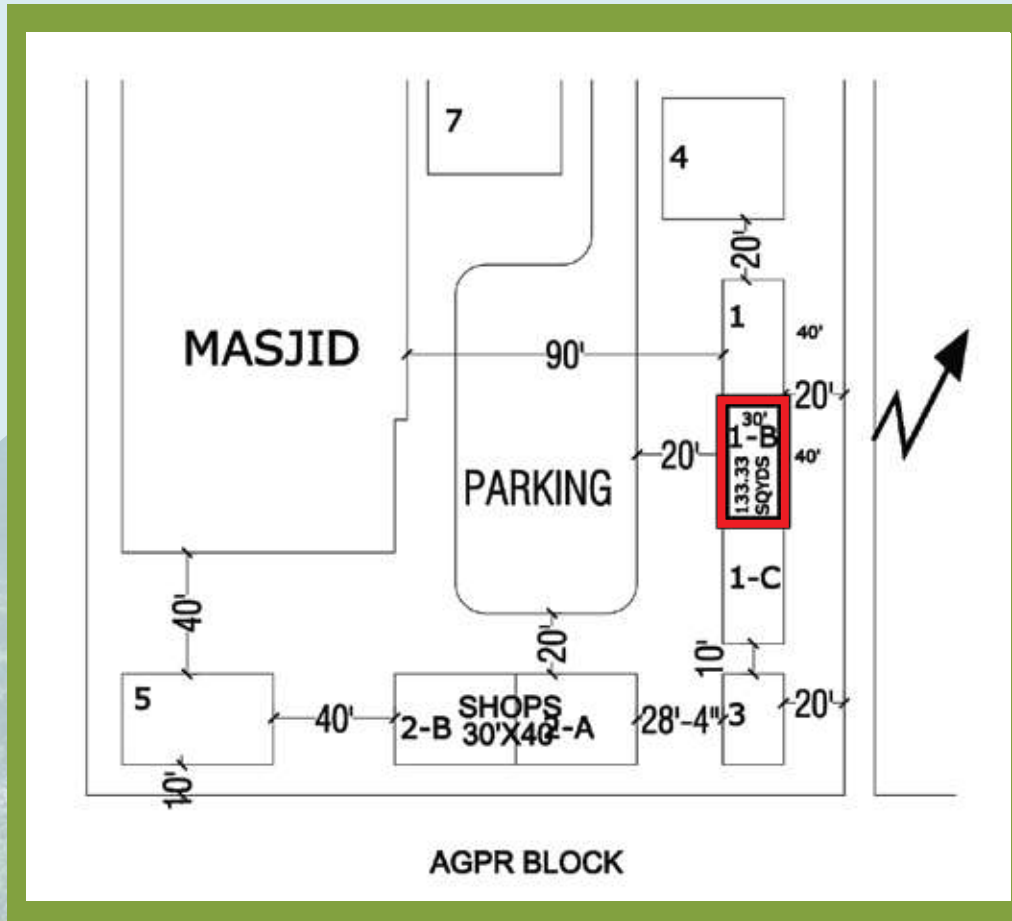 7
4
20'
1
MASJID
40'
90'
20'
30'
1-B
20'
40'
133.33
SQYDS
PARKING
1-C
40'
20'
10'
5
SHOPS
40'
2-B
30'X40'
2-A
28'-4"
3
20'
10'
AGPR BLOCK